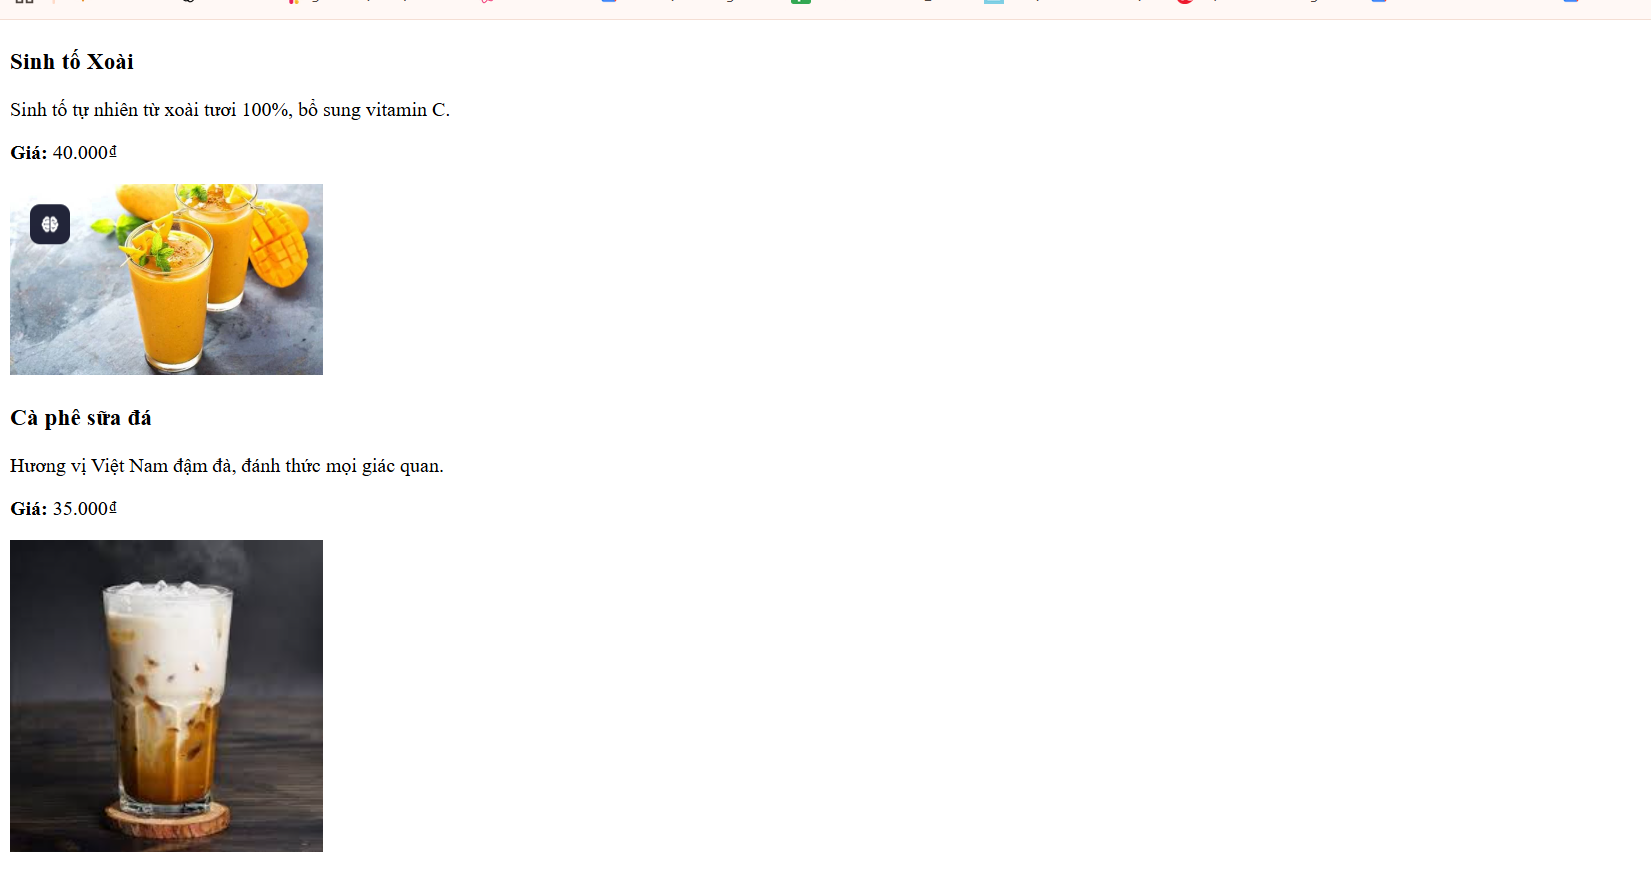 Sinh tố Xoài
Sinh tố tự nhiên từ xoài tươi 100%, bổ sung vitamin C.
Giá: 40.000₫
Cà phê sữa đá
Hương vị Việt Nam đậm đà, đánh thức mọi giác quan.
Giá: 35.000₫